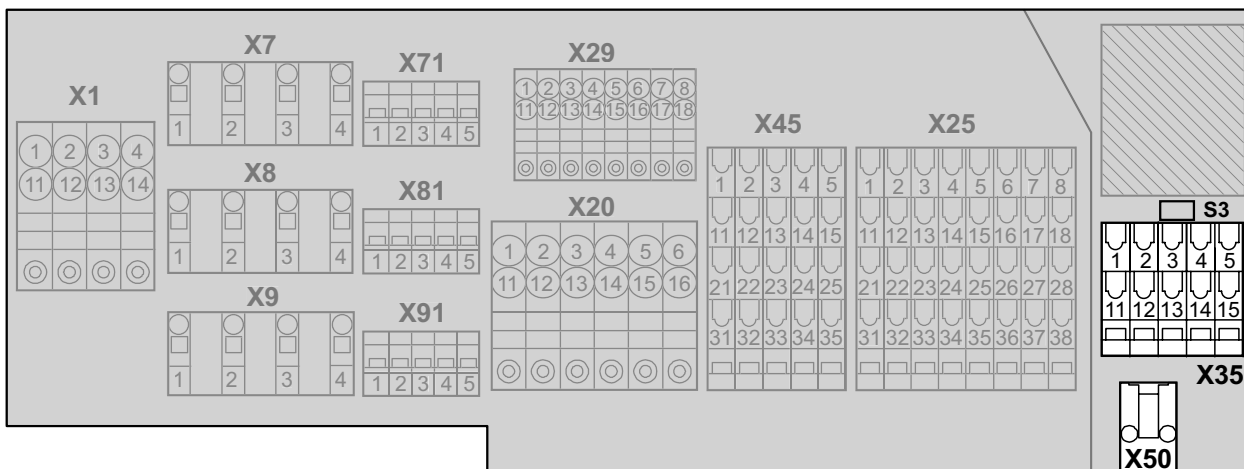 X1
1 2 3 4
11 12 13 14
X7
1 2 3 4
X8
1 2 3 4
X9
1 2 3 4
X71
1 2 3 4 5
X81
1 2 3 4 5
X91
1 2 3 4 5
X29
1 2 3 4 5 6 7 8
11 12 13 14 15 16 17 18
X20
1 2 3 4 5 6
11 12 13 14 15 16
X45
1 2 3 4 5
11 12 13 14 15
21 22 23 24 25
31 32 33 34 35
X25
1 2 3 4 5 6 7 8
11 12 13 14 15 16 17 18
21 22 23 24 25 26 27 28
31 32 33 34 35 36 37 38
S3
1 2 3 4 5
11 12 13 14 15
X35
X50